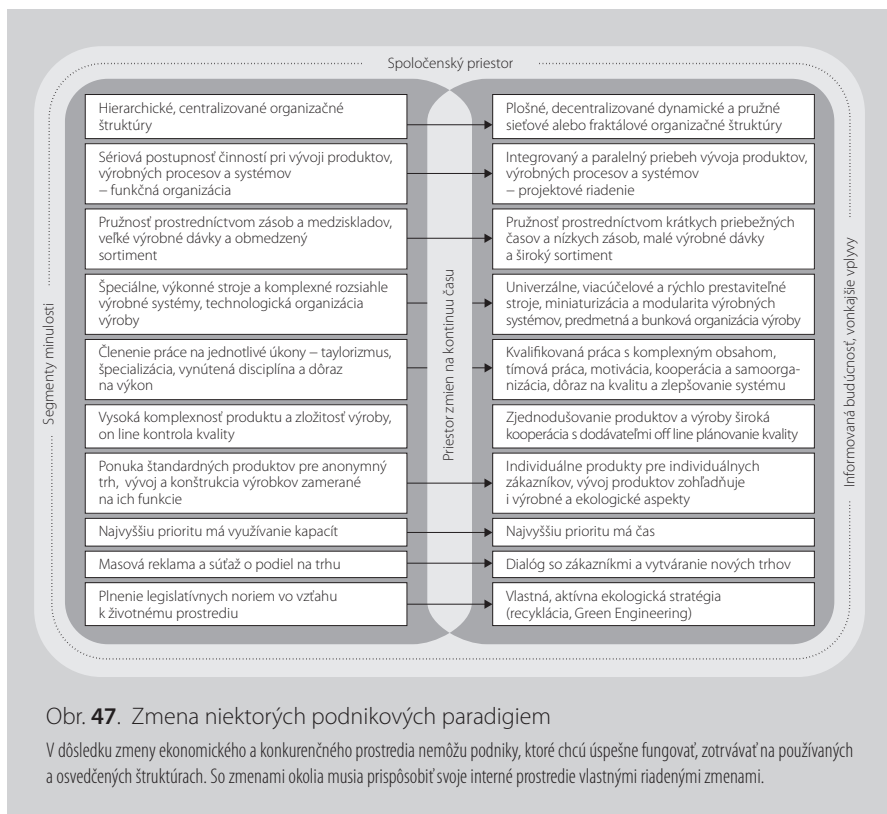 Spoločenský priestor
Segmenty minulosti
Hierarchické, centralizované organizačné
štruktúry
Plošné, decentralizované dynamické a pružné
sieťové alebo fraktálové organizačné štruktúry
Sériová postupnosť činností pri vývoji produktov,
výrobných procesov a systémov
– funkčná organizácia
Integrovaný a paralelný priebeh vývoja produktov,
výrobných procesov a systémov
– projektové riadenie
Pružnosť prostredníctvom zásob a medziskladov,
veľké výrobné dávky a obmedzený
sortiment
Pružnosť prostredníctvom krátkych priebežných
časov a nízkych zásob, malé výrobné dávky
a široký sortiment
Špeciálne, výkonné stroje a komplexné rozsiahle
výrobné systémy, technologická organizácia
výroby
Univerzálne, viacúčelové a rýchlo prestaviteľné
stroje, miniaturizácia a modularita výrobných
systémov, predmetná a bunková organizácia výroby
Členenie práce na jednotlivé úkony – taylorizmus,
špecializácia, vynútená disciplína a dôraz
na výkon
Kvalifikovaná práca s komplexným obsahom,
tímová práca, motivácia, kooperácia a samoorga-
nizácia, dôraz na kvalitu a zlepšovanie systému
Vysoká komplexnosť produktu a zložitosť výroby,
on line kontrola kvality
Zjednodušovanie produktov a výroby široká
kooperácia s dodávateľmi off line plánovanie kvality
Ponuka štandardných produktov pre anonymný
trh, vývoj a konštrukcia výrobkov zamerané
na ich funkcie
Individuálne produkty pre individuálnych
zákazníkov, vývoj produktov zohľadňuje
i výrobné a ekologické aspekty
Najvyššiu prioritu má využívanie kapacít
Najvyššiu prioritu má čas
Masová reklama a súťaž o podiel na trhu
Dialóg so zákazníkmi a vytváranie nových trhov
Plnenie legislatívnych noriem vo vzťahu
k životnému prostrediu
Vlastná, aktívna ekologická stratégia
(recyklácia, Green Engineering)
Priestor zmien na kontinuu času
Informovaná budúcnosť, vonkajšie vplyvy
Obr. 47. Zmena niektorých podnikových paradigiem
V dôsledku zmeny ekonomického a konkurenčného prostredia nemôžu podniky, ktoré chcú úspešne fungovať, zotrvávať na používaných
a osvedčených štruktúrach. So zmenami okolia musia prispôsobiť svoje interné prostredie vlastnými riadenými zmenami.